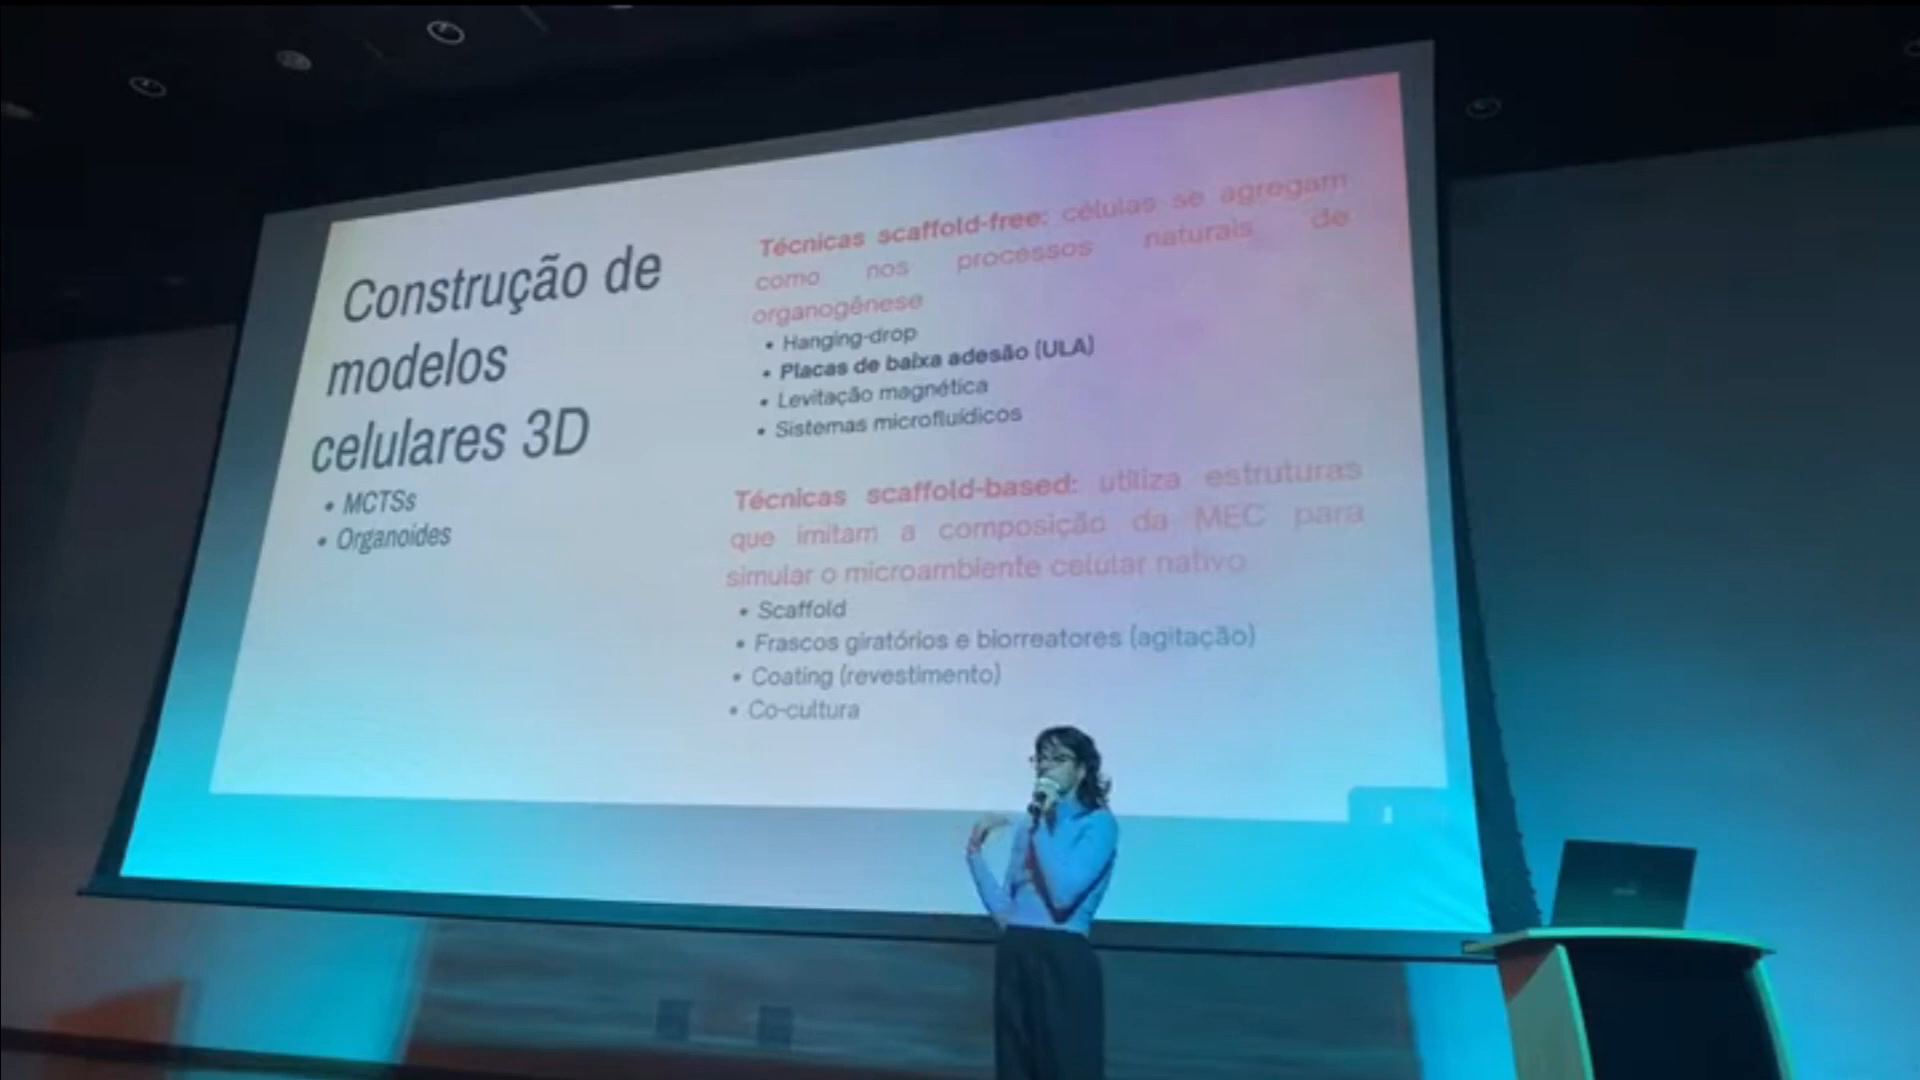 Construção de
modelos
celulares 3D
• MCTSs
• Organoides
Técnicas scaffold-free: células se agregam
como nos processos naturais de
organogênese
• Hanging-drop
• Placas de baixa adesão (ULA)
• Levitação magnética
• Sistemas microfluídicos
Técnicas scaffold-based: utiliza estruturas
que imitam a composição da MEC para
simular o microambiente celular nativo
• Scaffold
• Frascos giratórios e biorreatores (agitação)
• Coating (revestimento)
• Co-cultura